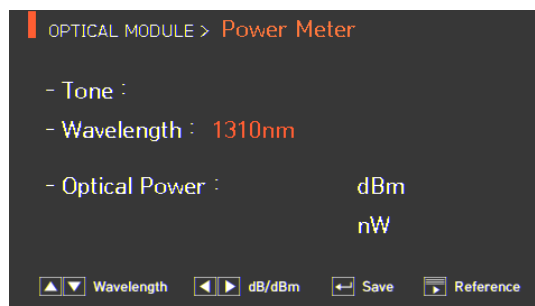 OPTICAL MODULE > Power Meter
- Tone :
- Wavelength : 1310nm
- Optical Power : dBm
nW
Wavelength dB/dBm Save Reference